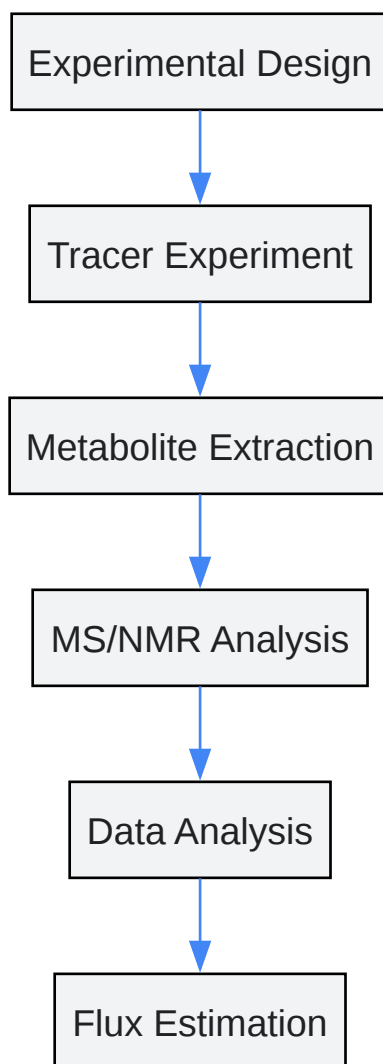 Experimental Design
Tracer Experiment
Metabolite Extraction
MS/NMR Analysis
Data Analysis
Flux Estimation